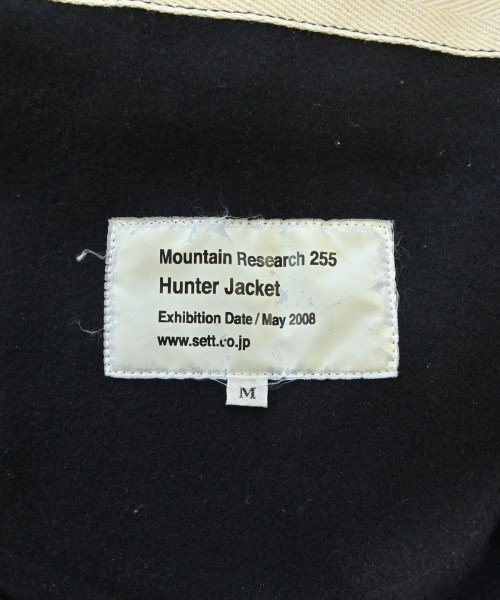 Mountain Research 255
Hunter Jacket
Exhibition Date / May 2008
www.sett.co.jp
M